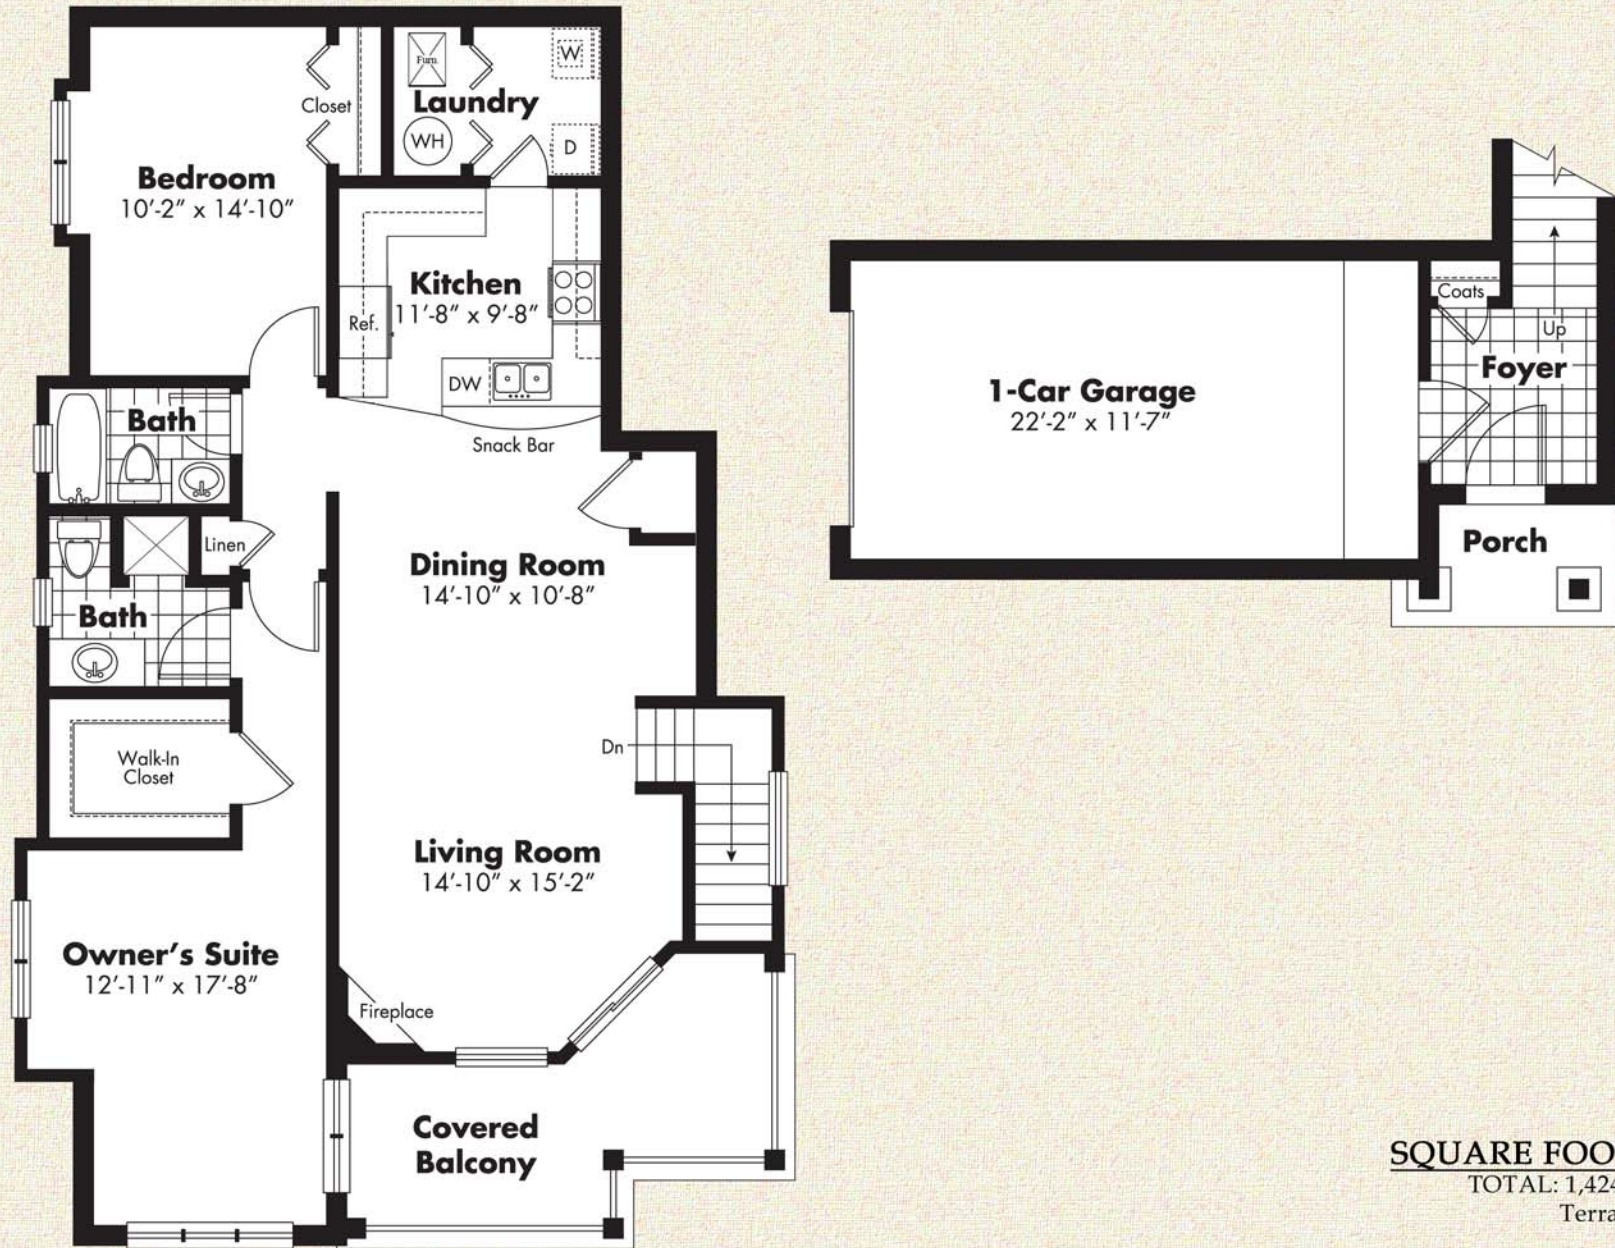 Furn.
W
Closet
Laundry
WH
D
Bedroom
10'-2" x 14'-10"
Kitchen
11'-8" x 9'-8"
Ref.
DW
Snack Bar
Bath
Linen
Bath
Dining Room
14'-10" x 10'-8"
Walk-In
Closet
Dn
Living Room
14'-10" x 15'-2"
Owner's Suite
12'-11" x 17'-8"
Fireplace
Covered
Balcony
Coats
Up
Foyer
1-Car Garage
22'-2" x 11'-7"
Porch
SQUARE FOO
TOTAL: 1,424
Terra